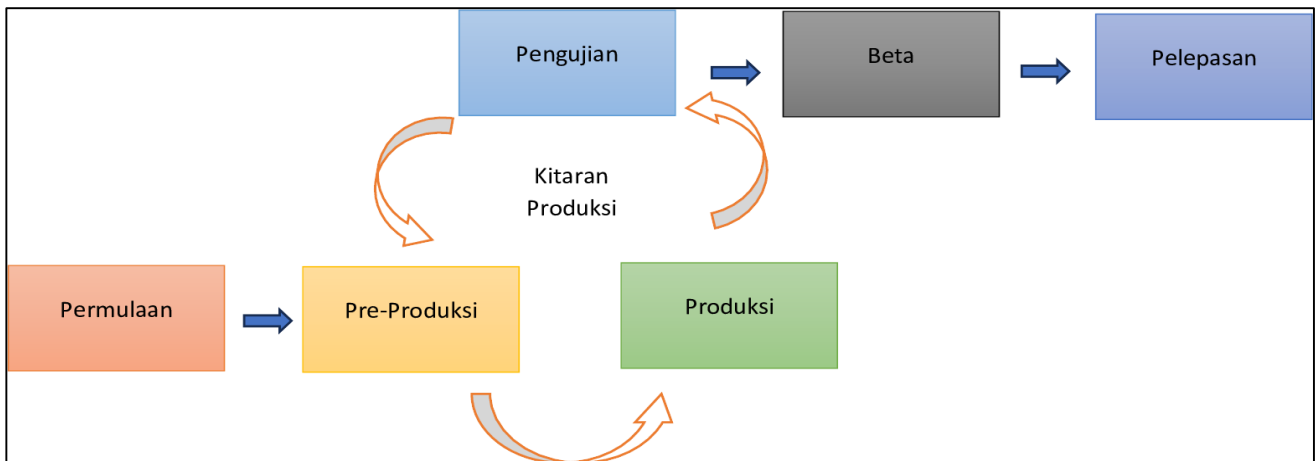 Pengujian
Beta
Pelepasan
Kitaran
Produksi
Permulaan
Pre-Produksi
Produksi